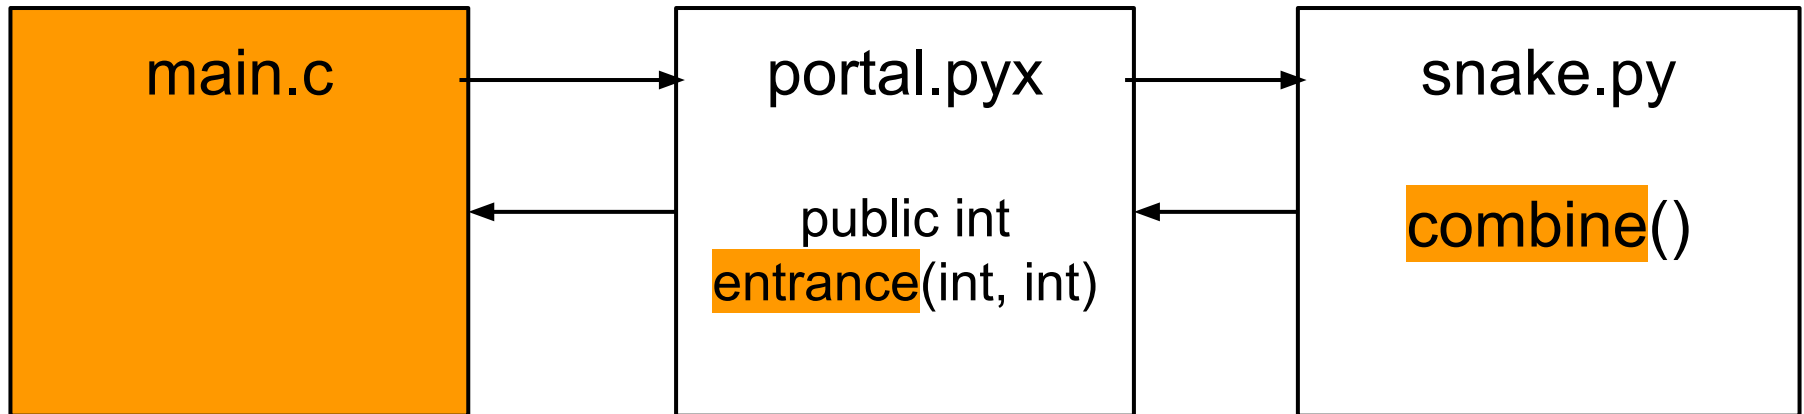 main.c
portal.pyx
public int
entrance(int, int)
snake.py
combine()